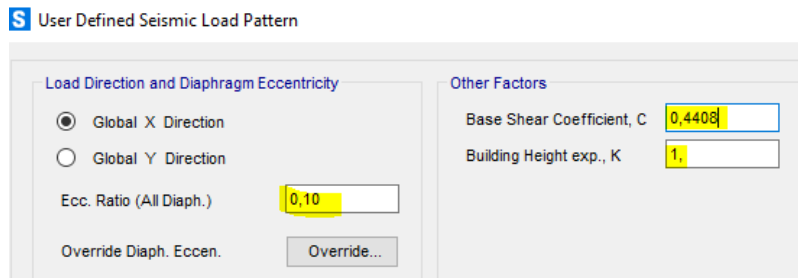 S User Defined Seismic Load Pattern
Load Direction and Diaphragm Eccentricity
Global X Direction
Global Y Direction
Ecc. Ratio (All Diaph.) 0,10
Override Diaph. Eccen. Override...
Other Factors
Base Shear Coefficient, C 0,4408
Building Height exp., K 1,